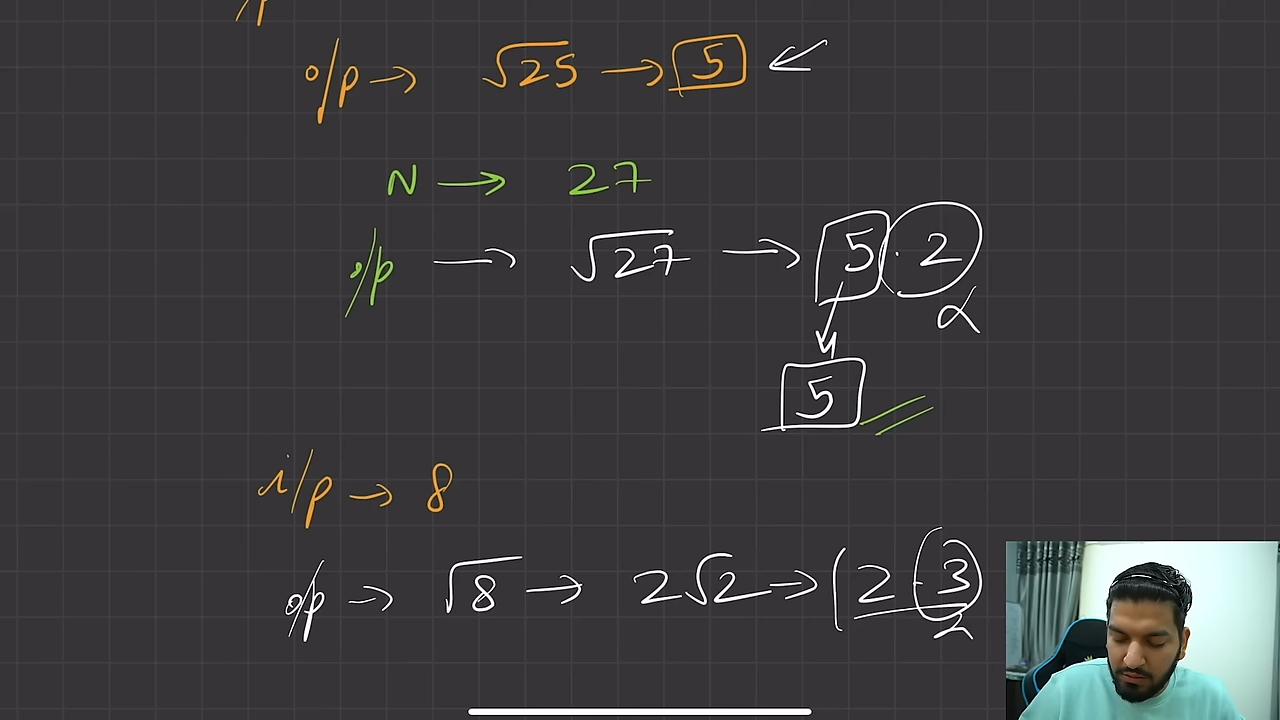 o/p → √25 → 5
N → 27
o/p → √27 → 5.2
5
i/p → 8
o/p → √8 → 2√2 → 2.3